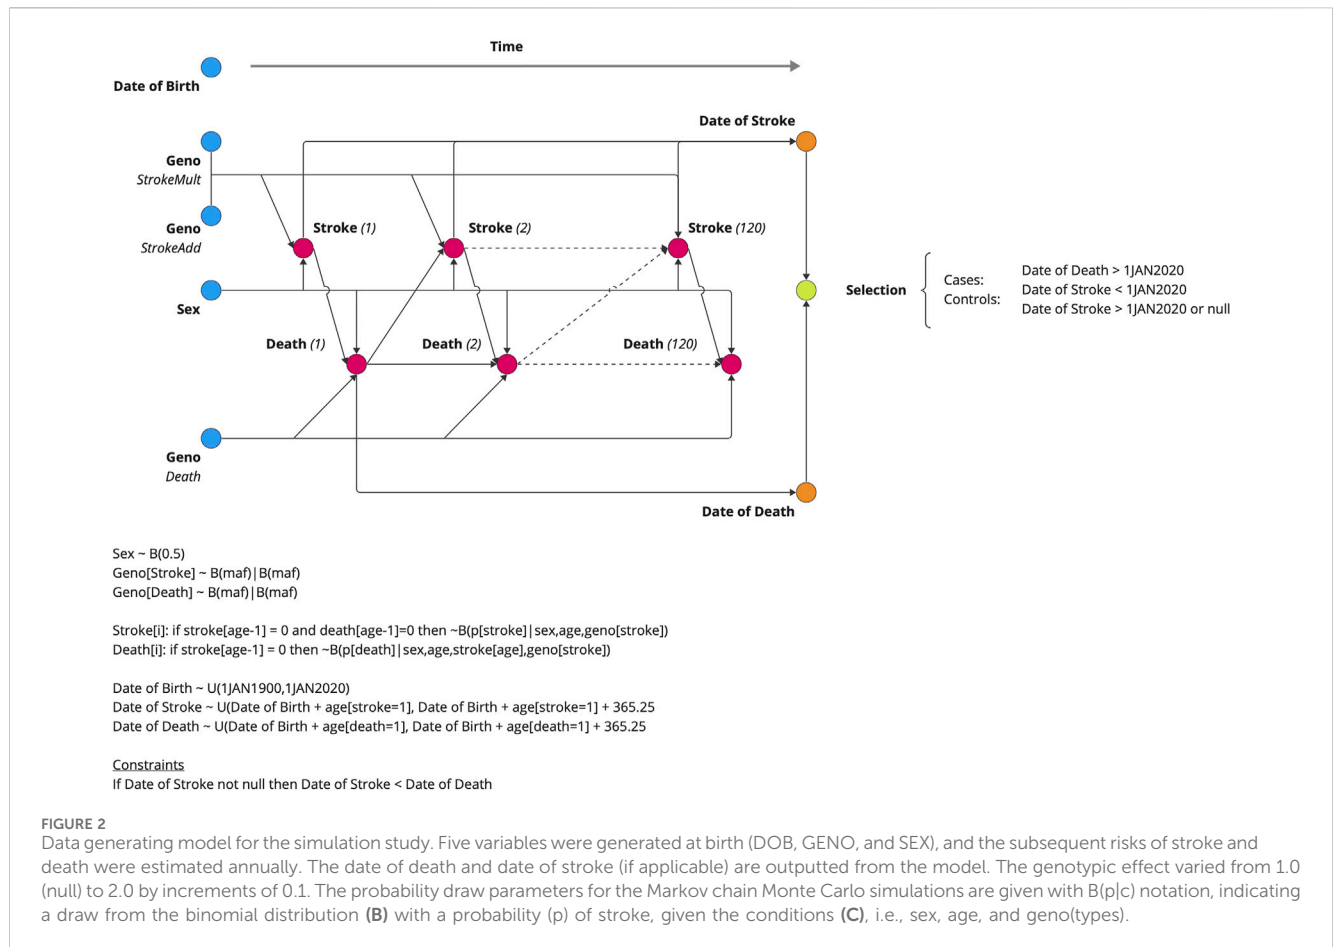 Time
Date of Birth
Date of Stroke
Geno
StrokeMult
Geno
StrokeAdd
Stroke (1)
Stroke (2)
Stroke (120)
Sex
Selection
Cases:
Controls:
Date of Death > 1JAN2020
Date of Stroke < 1JAN2020
Date of Stroke > 1JAN2020 or null
Death (1)
Death (2)
Death (120)
Geno
Death
Date of Death
Sex ~ B(0.5)
Geno[Stroke] ~ B(maf)|B(maf)
Geno[Death] ~ B(maf)|B(maf)
Stroke[i]: if stroke[age-1] = 0 and death[age-1]=0 then ~B(p[stroke]|sex,age,geno[stroke])
Death[i]: if stroke[age-1] = 0 then ~B(p[death]|sex,age,stroke[age],geno[stroke])
Date of Birth ~ U(1JAN1900,1JAN2020)
Date of Stroke ~ U(Date of Birth + age[stroke=1], Date of Birth + age[stroke=1] + 365.25
Date of Death ~ U(Date of Birth + age[death=1], Date of Birth + age[death=1] + 365.25
Constraints
If Date of Stroke not null then Date of Stroke < Date of Death
FIGURE 2
Data generating model for the simulation study. Five variables were generated at birth (DOB, GENO, and SEX), and the subsequent risks of stroke and
death were estimated annually. The date of death and date of stroke (if applicable) are outputted from the model. The genotypic effect varied from 1.0
(null) to 2.0 by increments of 0.1. The probability draw parameters for the Markov chain Monte Carlo simulations are given with B(p|c) notation, indicating
a draw from the binomial distribution (B) with a probability (p) of stroke, given the conditions (C), i.e., sex, age, and geno(types).